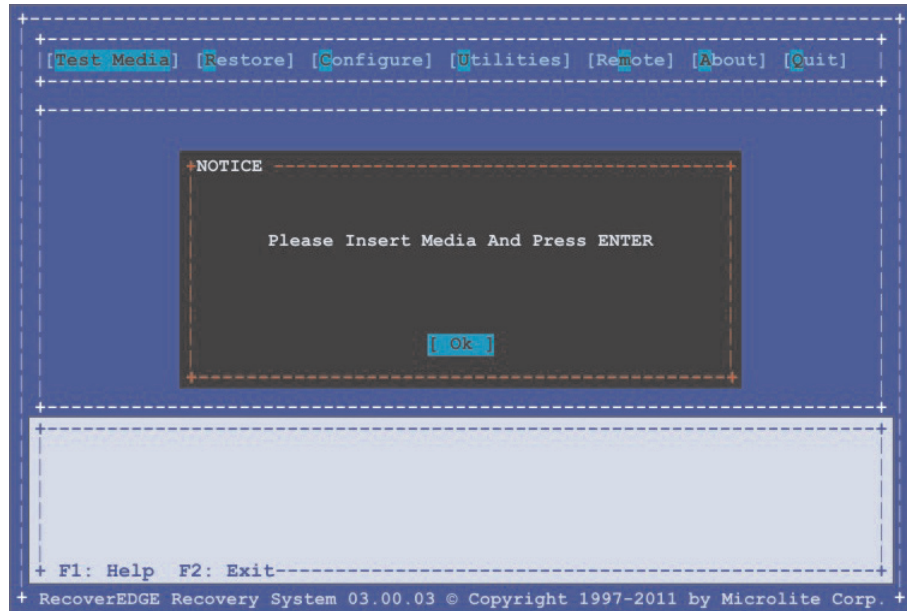 [Test Media] [Restore] [Configure] [Utilities] [Remote] [About] [Quit]
NOTICE
Please Insert Media And Press ENTER
[ Ok ]
F1: Help F2: Exit
RecoverEDGE Recovery System 03.00.03 © Copyright 1997-2011 by Microlite Corp.